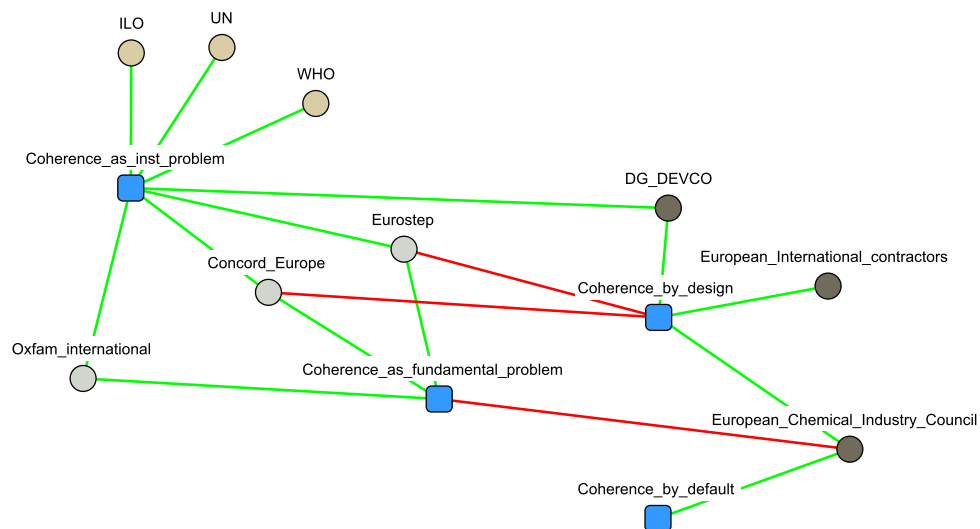 UN
ILO
WHO
Coherence_as_inst_problem
DG_DEVCO
Eurostep
European_International_contractors
Concord_Europe
Coherence_by_design
Oxfam_international
Coherence_as_fundamental_problem
European_Chemical_Industry_Council
Coherence_by_default